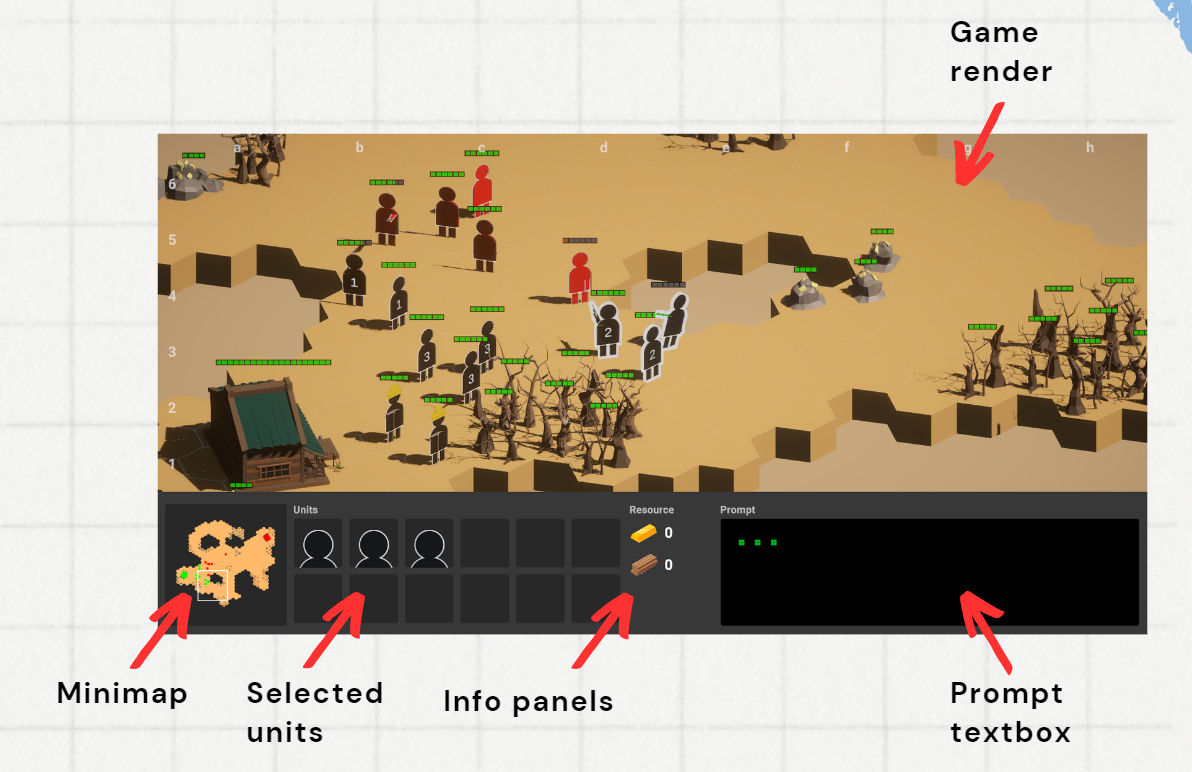 Game
render
a b c d e f g h
6
5
4
3
2
1
1
1
2
2
3
3
3
Units
Resource
Prompt
0
0
Minimap
Selected
units
Info panels
Prompt
textbox